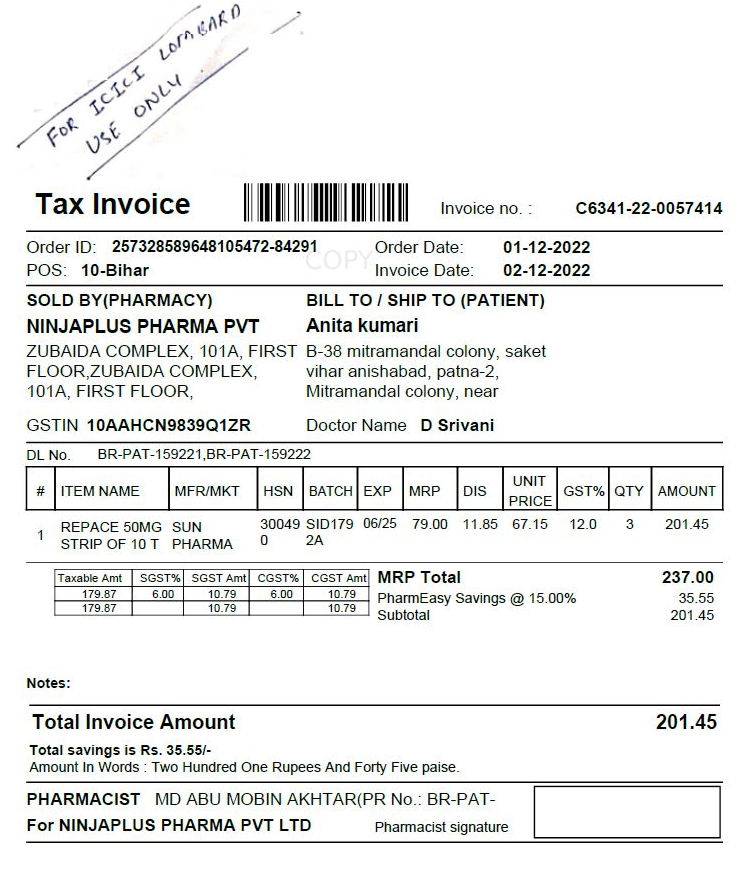 FOR ICICI LOMBARD
USE ONLY
Tax Invoice
Invoice no. : C6341-22-0057414
Order ID: 257328589648105472-84291 Order Date: 01-12-2022
COPY
POS: 10-Bihar Invoice Date: 02-12-2022
SOLD BY(PHARMACY) BILL TO / SHIP TO (PATIENT)
NINJAPLUS PHARMA PVT Anita kumari
ZUBAIDA COMPLEX, 101A, FIRST B-38 mitramandal colony, saket
FLOOR,ZUBAIDA COMPLEX, vihar anishabad, patna-2,
101A, FIRST FLOOR, Mitramandal colony, near
GSTIN 10AAHCN9839Q1ZR Doctor Name D Srivani
DL No. BR-PAT-159221,BR-PAT-159222
# ITEM NAME MFR/MKT HSN BATCH EXP MRP DIS UNIT PRICE GST% QTY AMOUNT
1 REPACE 50MG SUN 30049 SID179 06/25 79.00 11.85 67.15 12.0 3 201.45
STRIP OF 10 T PHARMA 0 2A
Taxable Amt SGST% SGST Amt CGST% CGST Amt MRP Total 237.00
179.87 6.00 10.79 6.00 10.79 PharmEasy Savings @ 15.00% 35.55
179.87 10.79 10.79 Subtotal 201.45
Notes:
Total Invoice Amount 201.45
Total savings is Rs. 35.55/-
Amount In Words : Two Hundred One Rupees And Forty Five paise.
PHARMACIST MD ABU MOBIN AKHTAR(PR No.: BR-PAT-
For NINJAPLUS PHARMA PVT LTD Pharmacist signature